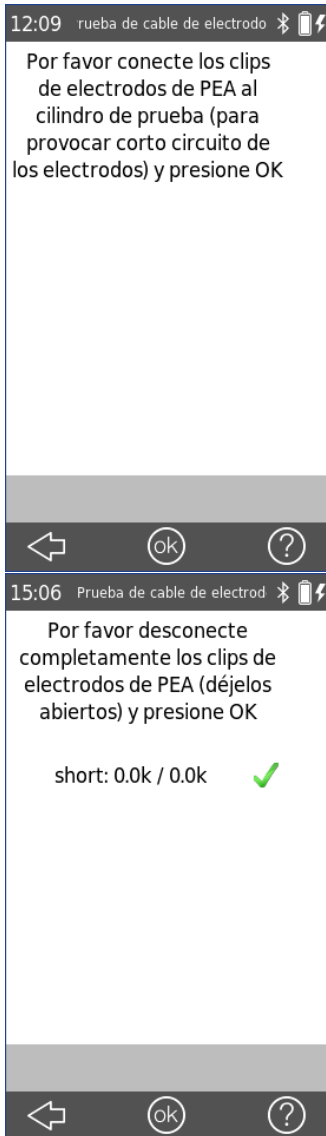 12:09 rueba de cable de electrodo
Por favor conecte los clips
de electrodos de PEA al
cilindro de prueba (para
provocar corto circuito de
los electrodos) y presione OK
ok ?
15:06 Prueba de cable de electrod
Por favor desconecte
completamente los clips de
electrodos de PEA (déjelos
abiertos) y presione OK
short: 0.0k / 0.0k
ok ?